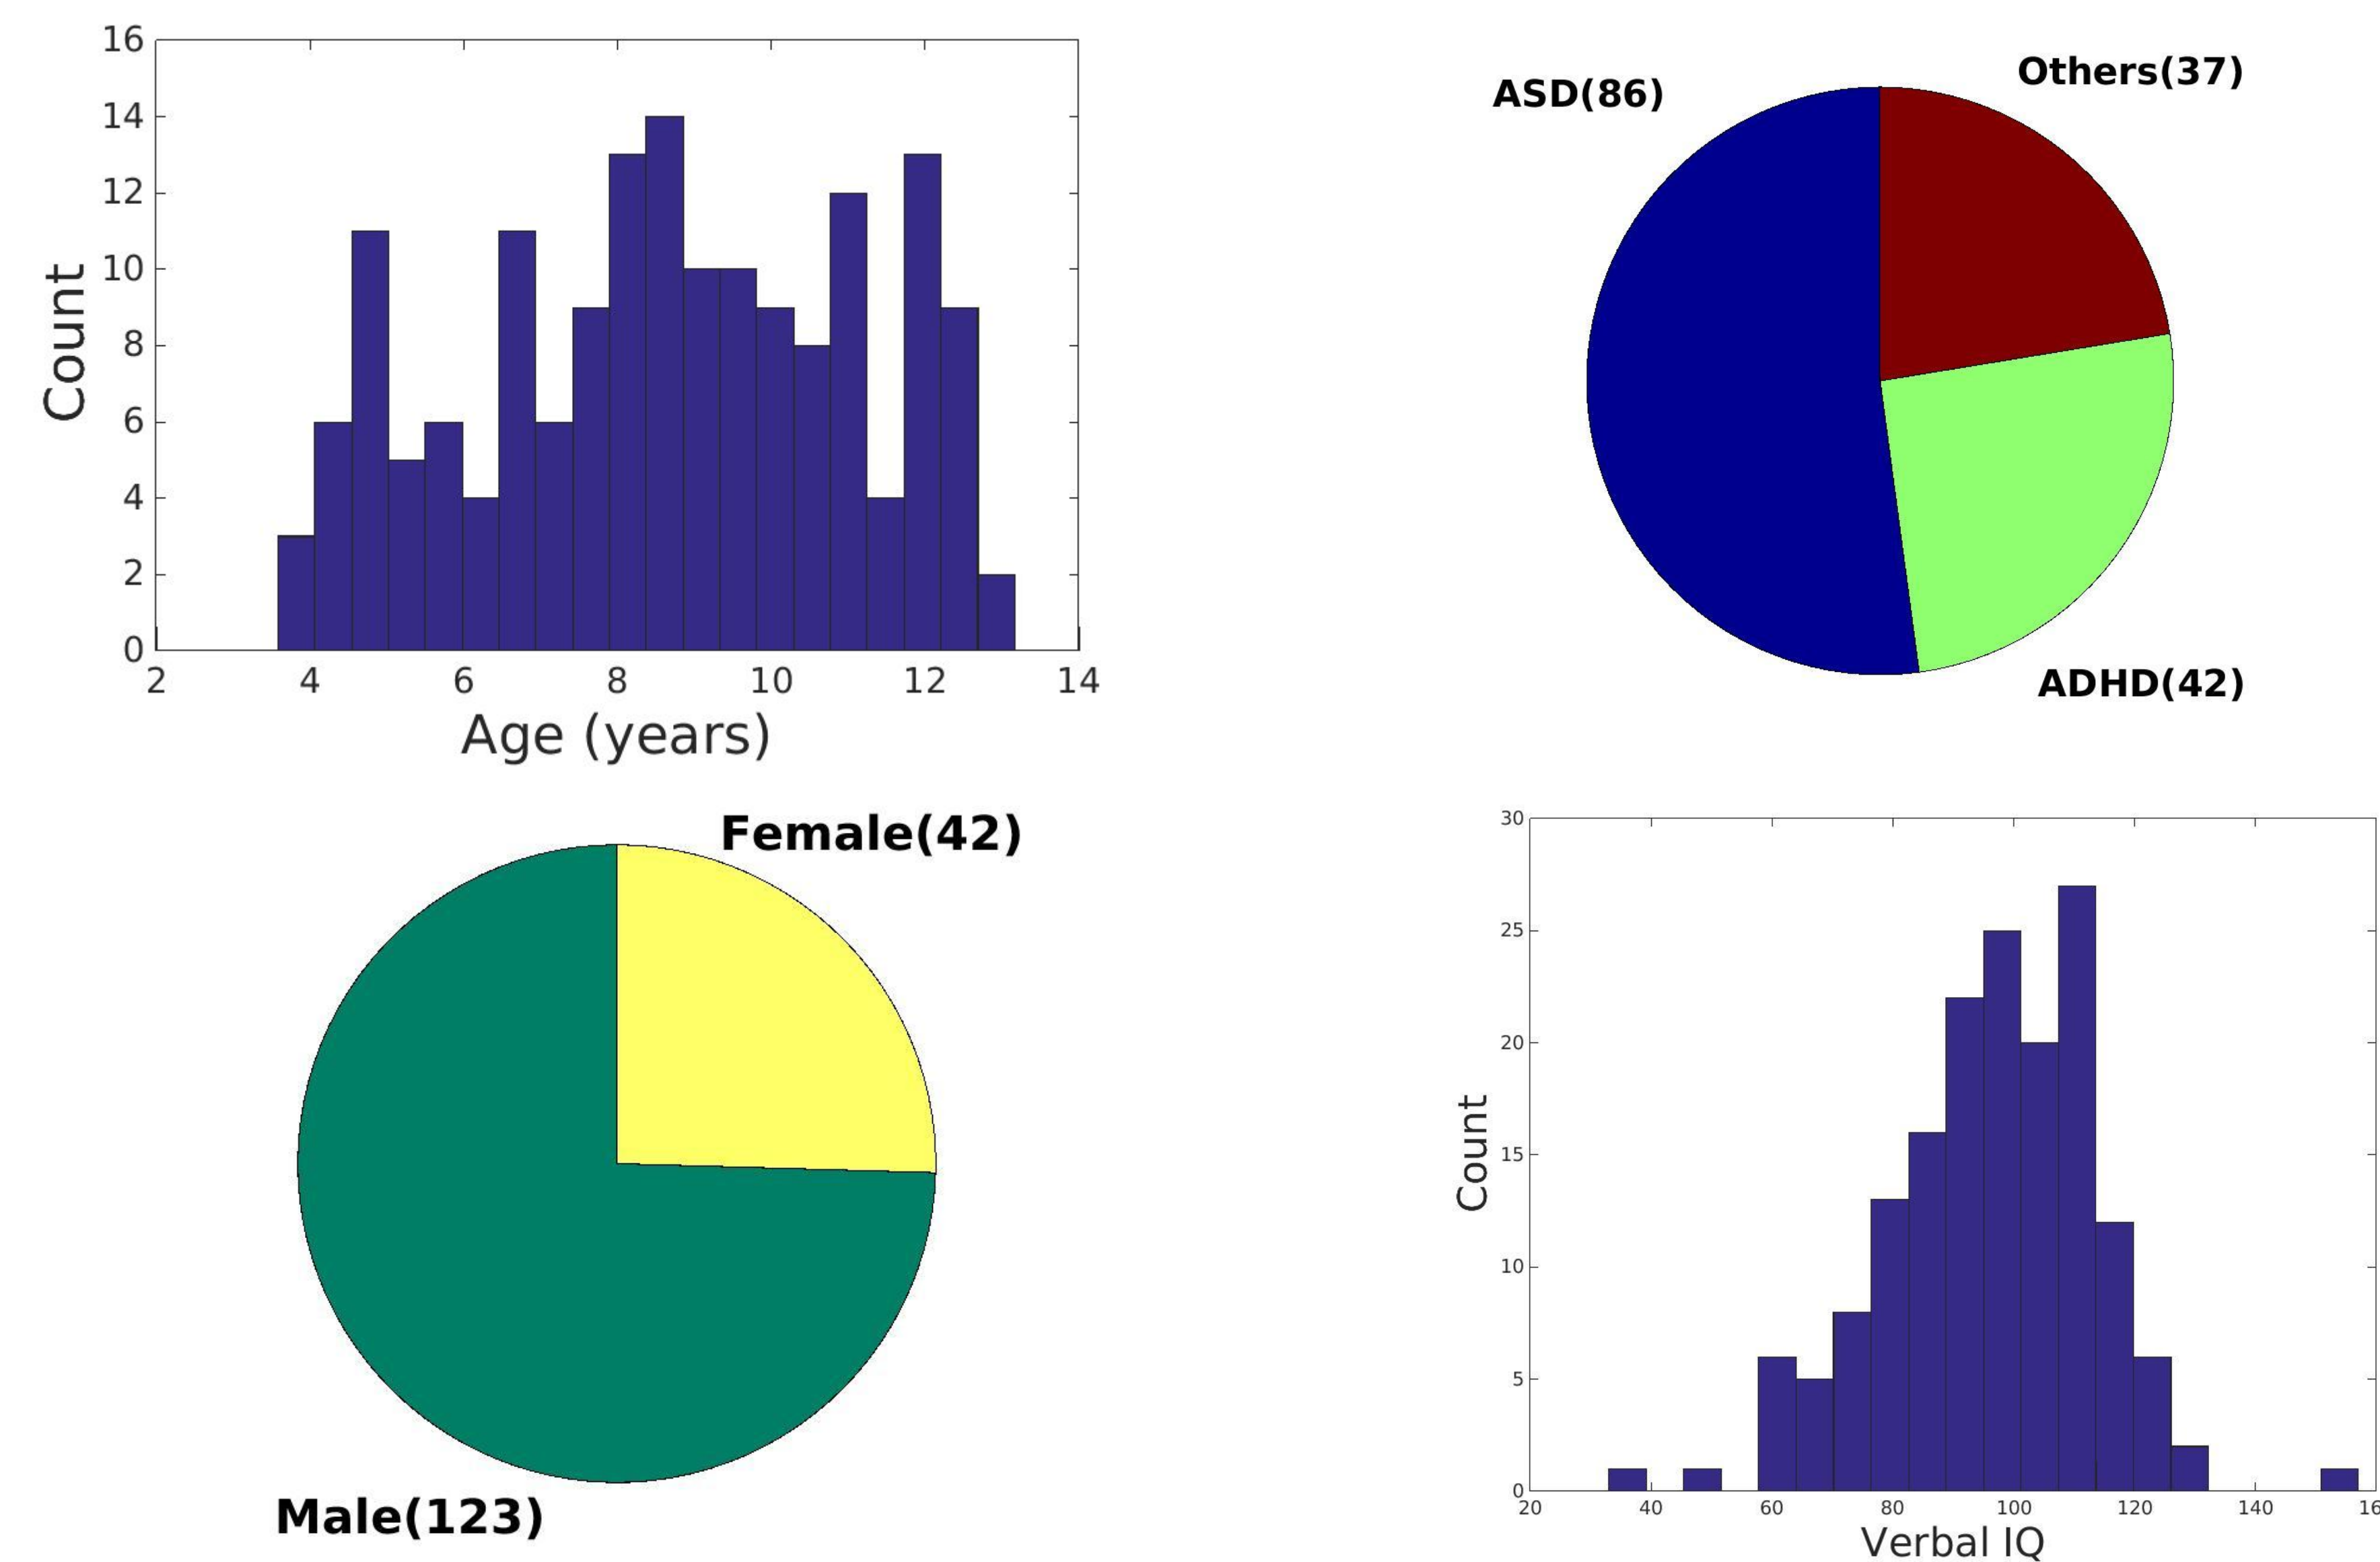 16
14
12
10
8
6
4
2
0
Count
2 4 6 8 10 12 14
Age (years)
ASD(86)
Others(37)
ADHD(42)
Female(42)
Male(123)
30
25
20
15
10
5
0
Count
20 40 60 80 100 120 140 16
Verbal IQ